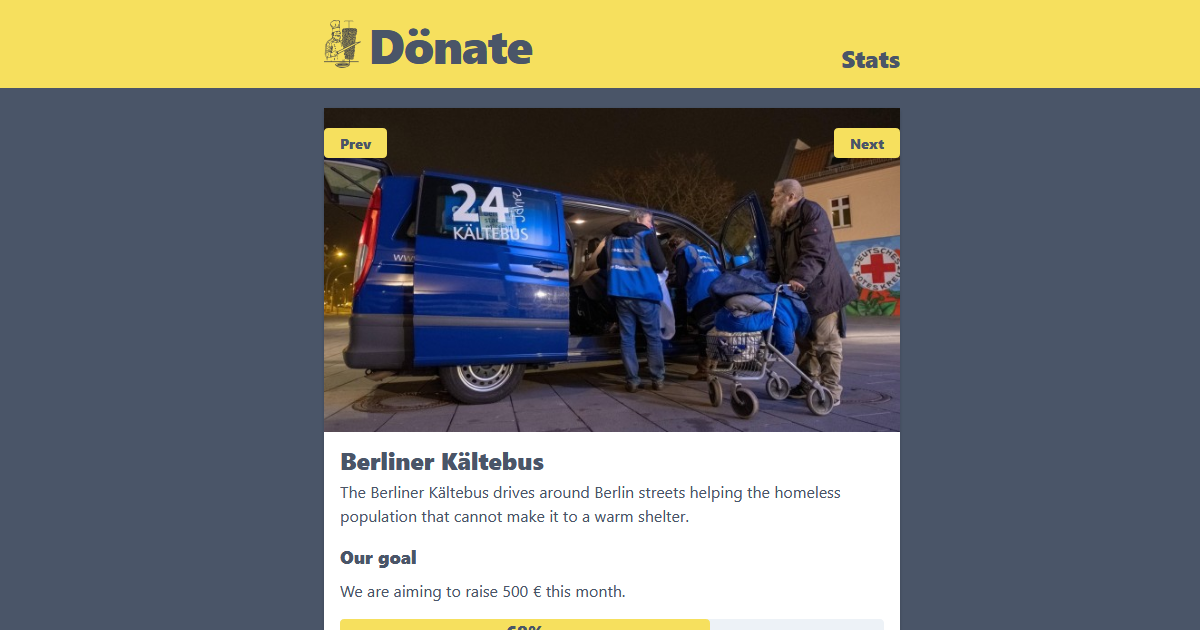 Dönate
Stats
Prev
Next
24
Jahre
KÄLTEBUS
www
DEUTSCHES
ROTES KREUZ
Berliner Kältebus
The Berliner Kältebus drives around Berlin streets helping the homeless
population that cannot make it to a warm shelter.
Our goal
We are aiming to raise 500 € this month.